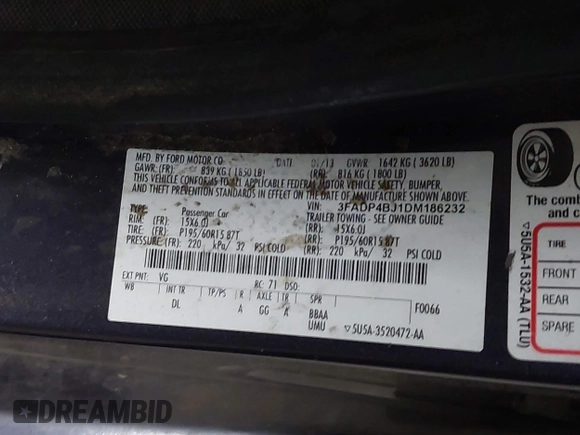 MFD. BY FORD MOTOR CO. DATE: 01/13 GVWR: 1642 KG ( 3620 LB)
GAWR: (FR): 839 KG ( 1850 LB) (RR): 816 KG ( 1800 LB)
THIS VEHICLE CONFORMS TO ALL APPLICABLE FEDERAL MOTOR VEHICLE SAFETY, BUMPER,
AND THEFT PREVENTION STANDARDS IN EFFECT ON THE DATE OF MANUFACTURE SHOWN ABOVE.
VIN: 3FADP4BJ1DM186232
TYPE: Passenger Car TRAILER TOWING - SEE OWNER GUIDE
RIM: (FR): 15X6.0J (RR): 15X6.0J
TIRE: (FR): P195/60R15 87T (RR): P195/60R15 87T
PRESSURE: (FR): 220 kPa/ 32 PSI COLD (RR): 220 kPa/ 32 PSI COLD
EXT PNT: VG RC: 71 DSO:
WB INT TR TP/PS R AXLE TR SPR F0066
DL A GG A BBAA
UMU ▽5U5A-3520472-AA
▽5U5A-1532-AA (TLU)
TIRE
FRONT
REAR
SPARE
DREAMBID